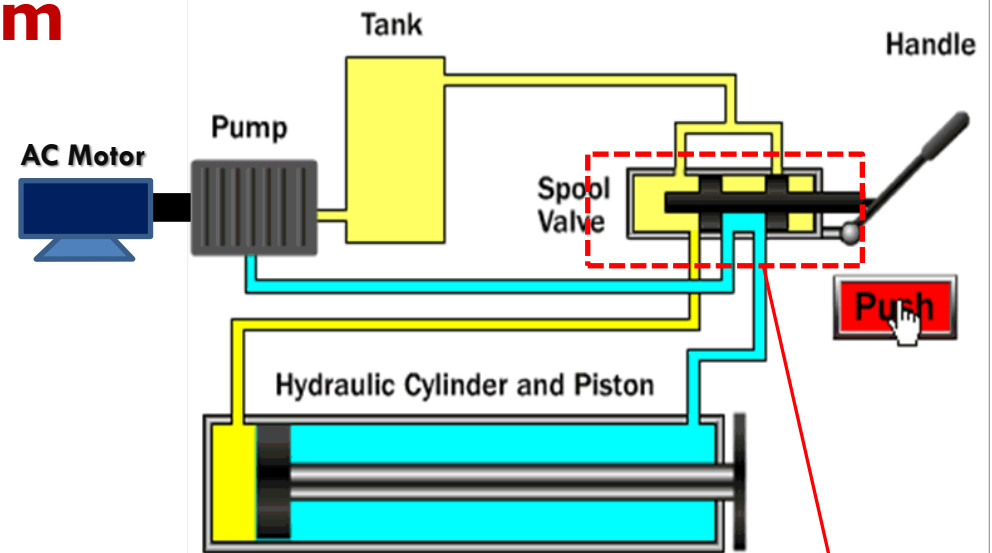 m
Tank
Handle
Pump
AC Motor
Spool
Valve
Push
Hydraulic Cylinder and Piston